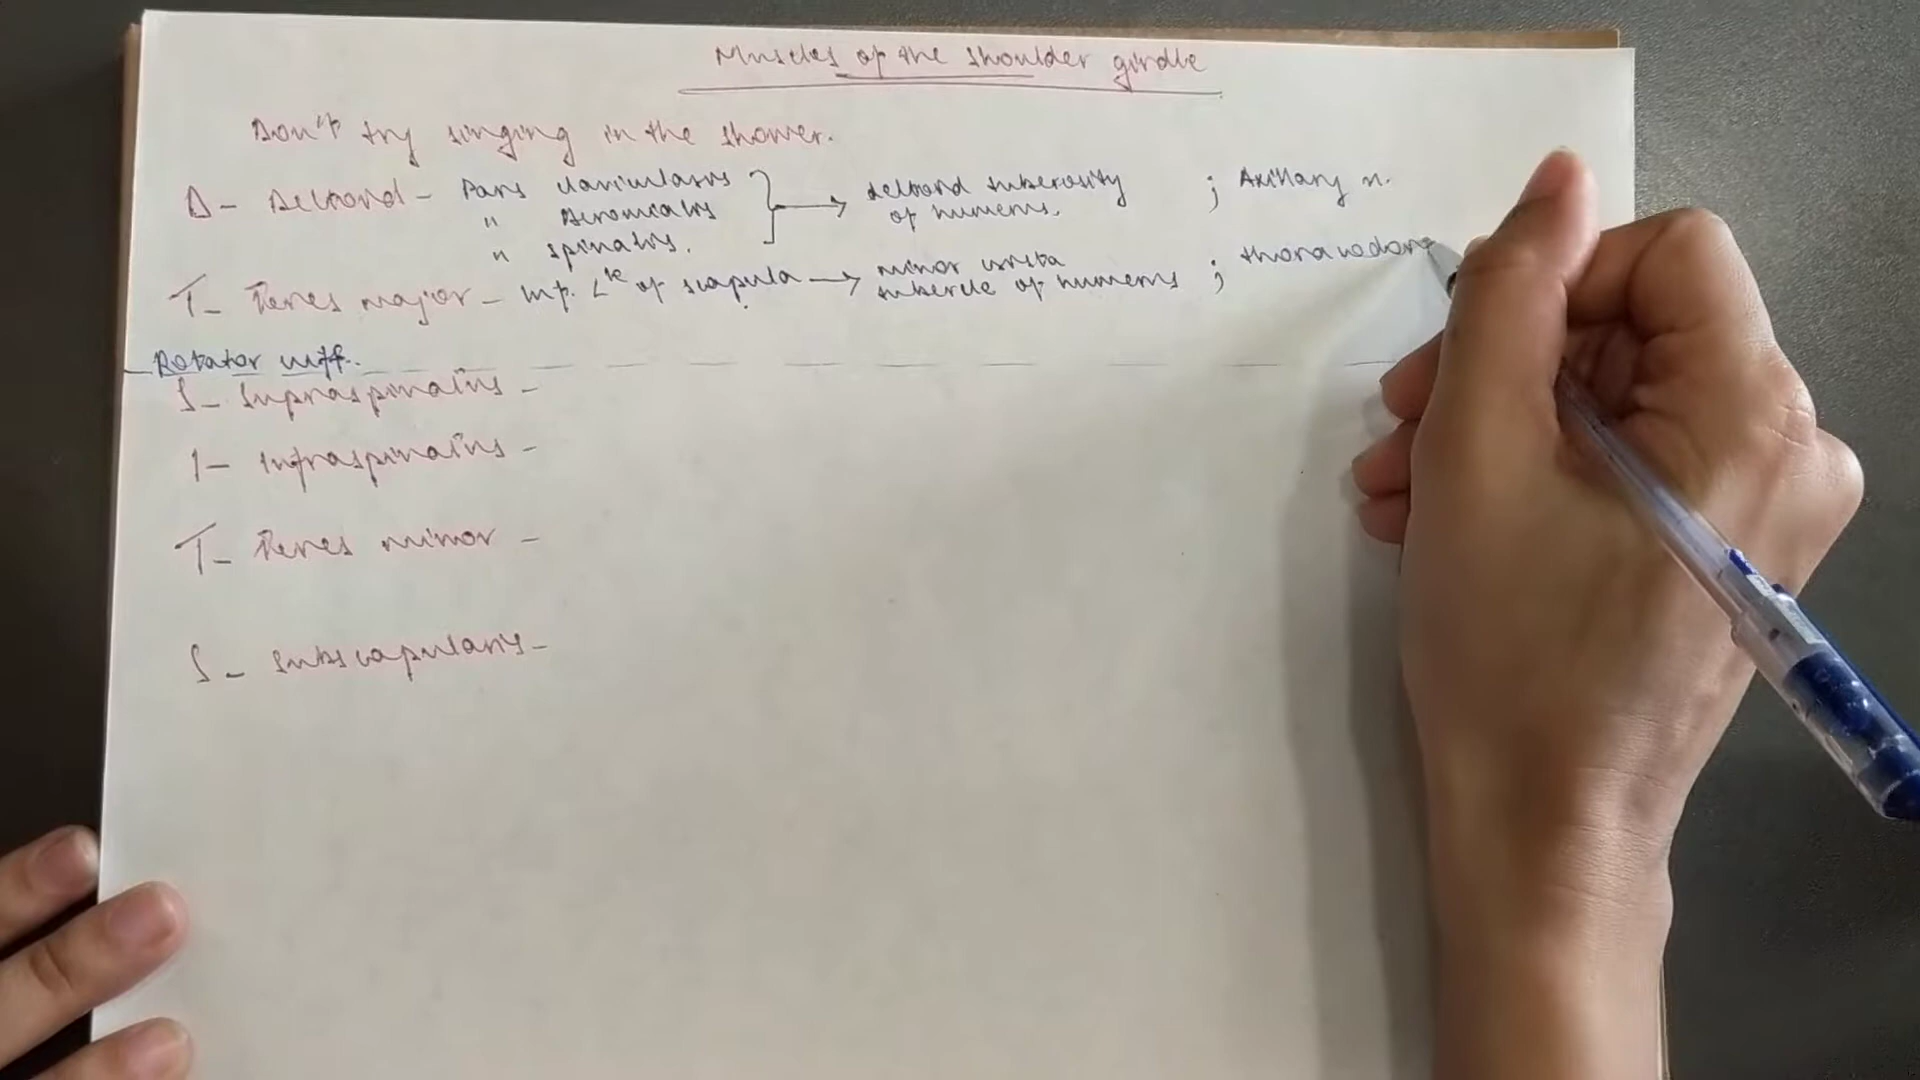 Muscles of the shoulder girdle
Don't try singing in the shower.
D - Deltoid - Pars clavicularis → deltoid tuberosity ; Axillary n.
" Acromialis of humerus.
" spinalis.
T - Teres major - inf. ∠le of scapula → minor crista ; thoracodors
tubercle of humerus
Rotator cuff.
S - Supraspinatus -
I - Infraspinatus -
T - Teres minor -
S - Subscapularis -